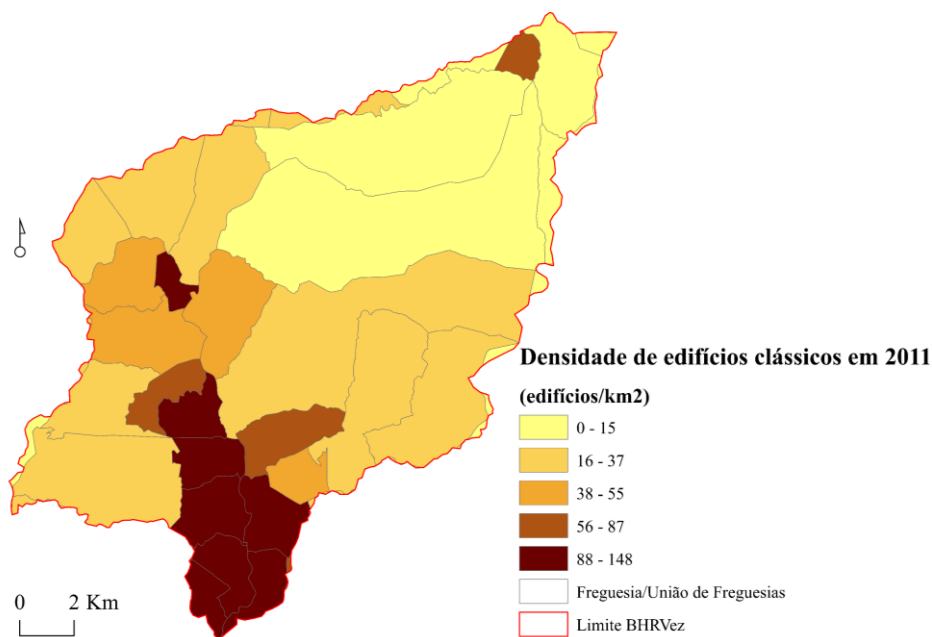 Densidade de edifícios clássicos em 2011
(edifícios/km2)
0 - 15
16 - 37
38 - 55
56 - 87
88 - 148
Freguesia/União de Freguesias
Limite BHRVez
0 2 Km